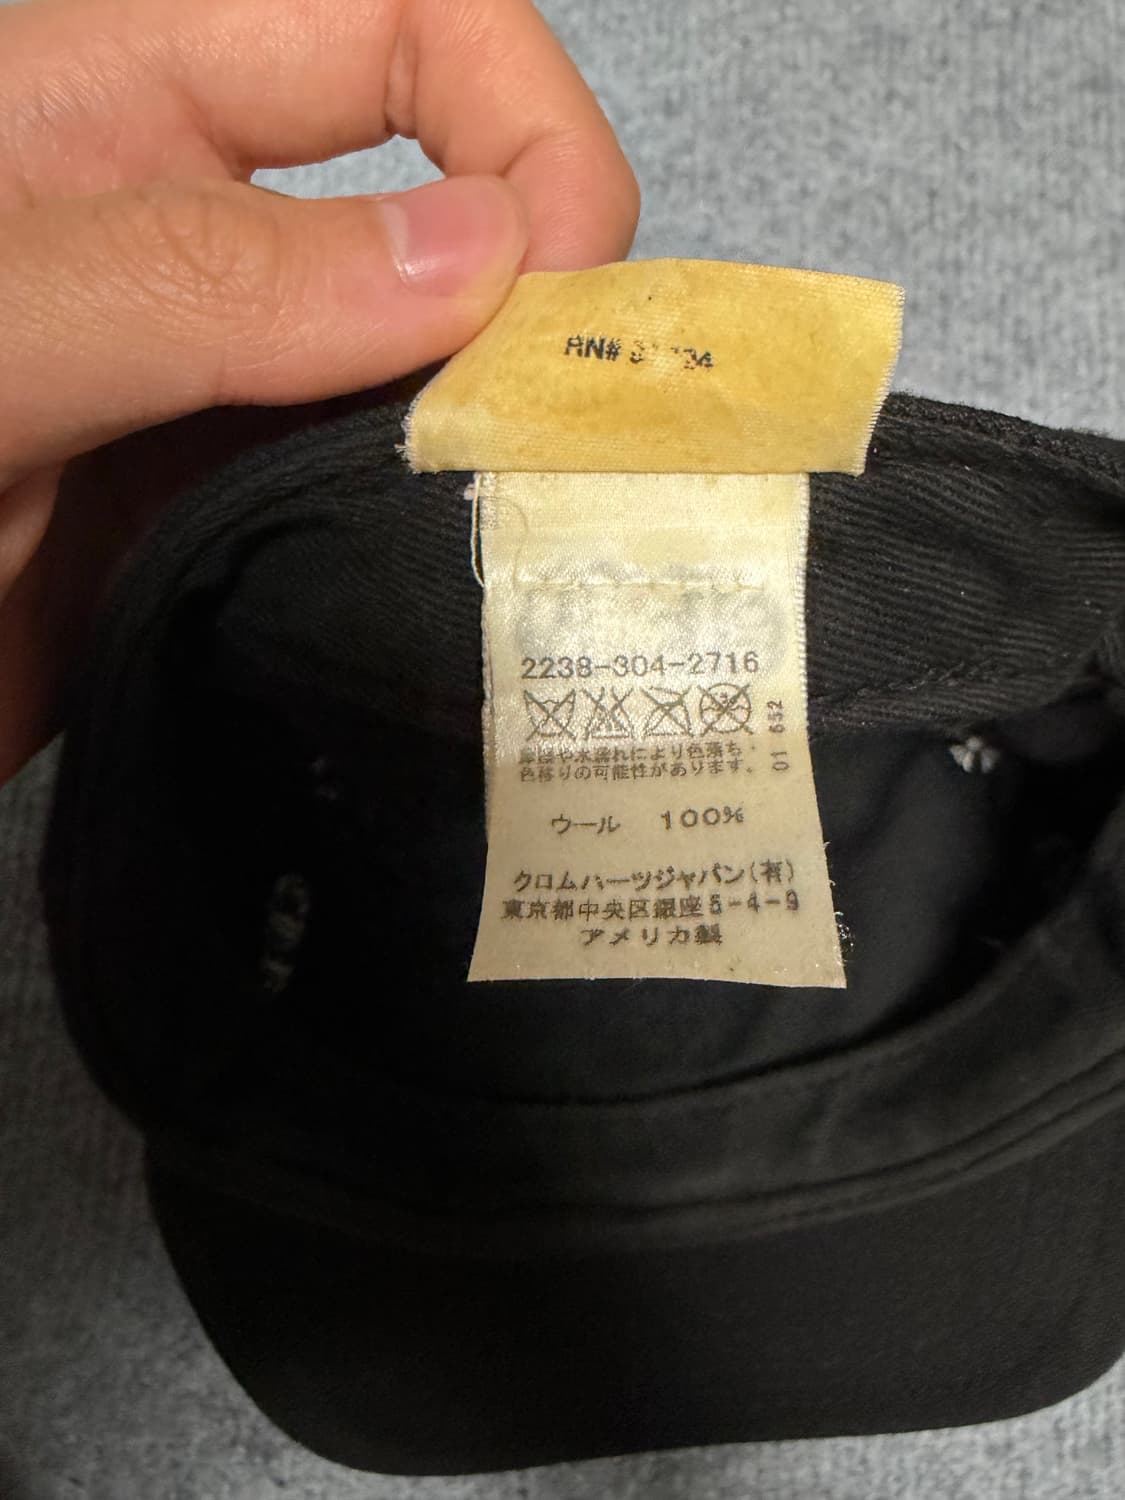 RN#
2238-304-2716
01 652
摩擦や水濡れにより色落ち・
色移りの可能性があります。
ウール 100%
クロムハーツジャパン(有)
東京都中央区銀座5-4-9
アメリカ製